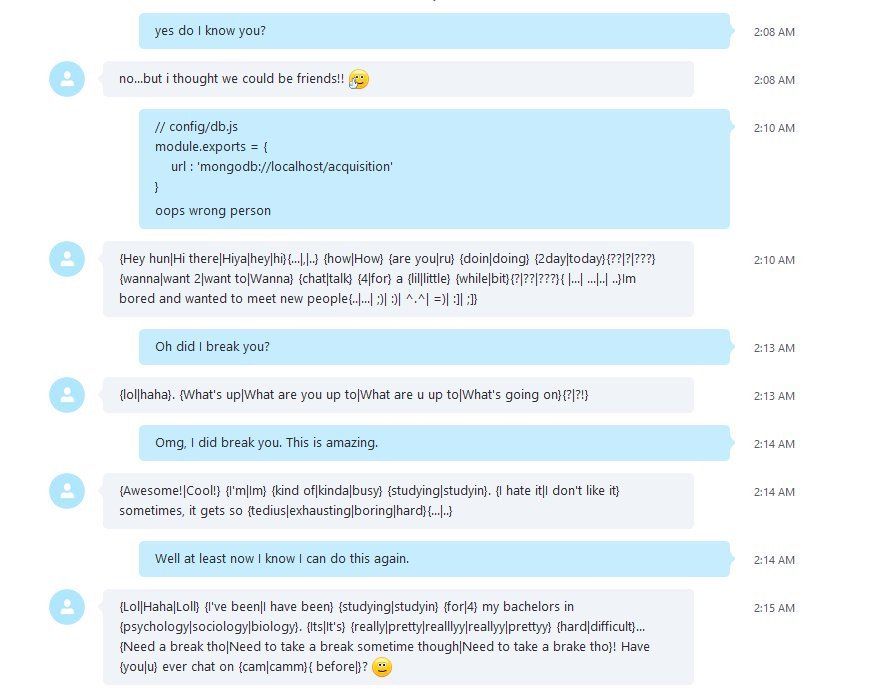 yes do I know you?
2:08 AM
no...but i thought we could be friends!!
2:08 AM
// config/db.js
2:10 AM
module.exports = {
url : 'mongodb://localhost/acquisition'
}
oops wrong person
{Hey hun|Hi there|Hiya|hey|hi}{...|,|..} {how|How} {are you|ru} {doin|doing} {2day|today}{??|?|???}
2:10 AM
{wanna|want 2|want to|Wanna} {chat|talk} {4|for} a {lil|little} {while|bit}{?|??|???}{ |...| ...|..| ..}Im
bored and wanted to meet new people{..|...| ;)| :)| ^.^| =)| :]| ;]}
Oh did I break you?
2:13 AM
{lol|haha}. {What's up|What are you up to|What are u up to|What's going on}{?|?!}
2:13 AM
Omg, I did break you. This is amazing.
2:14 AM
{Awesome!|Cool!} {I'm|Im} {kind of|kinda|busy} {studying|studyin}. {I hate it|I don't like it}
2:14 AM
sometimes, it gets so {tedius|exhausting|boring|hard}{...|..}
Well at least now I know I can do this again.
2:14 AM
{Lol|Haha|Loll} {I've been|I have been} {studying|studyin} {for|4} my bachelors in
2:15 AM
{psychology|sociology|biology}. {Its|It's} {really|pretty|realllyy|reallyy|prettyy} {hard|difficult}...
{Need a break tho|Need to take a break sometime though|Need to take a brake tho}! Have
{you|u} ever chat on {cam|camm}{ before|}?